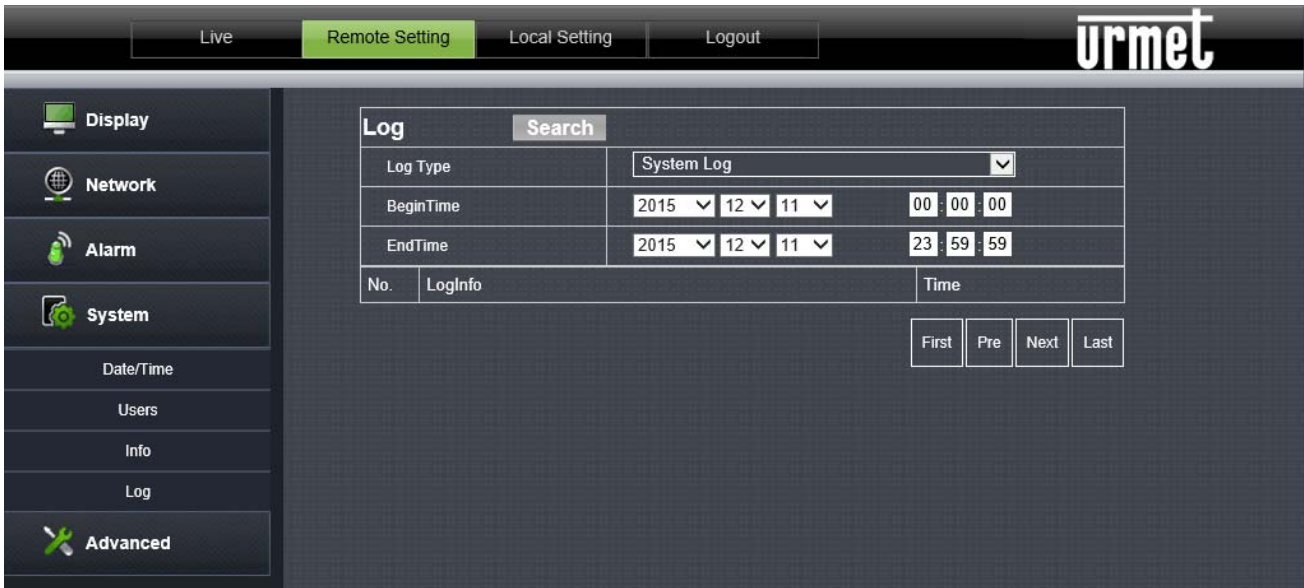 Live Remote Setting Local Setting Logout urmet
Display
Network
Alarm
System
Date/Time
Users
Info
Log
Advanced
Log Search
Log Type System Log
BeginTime 2015 12 11 00 : 00 : 00
EndTime 2015 12 11 23 : 59 : 59
No. LogInfo Time
First Pre Next Last